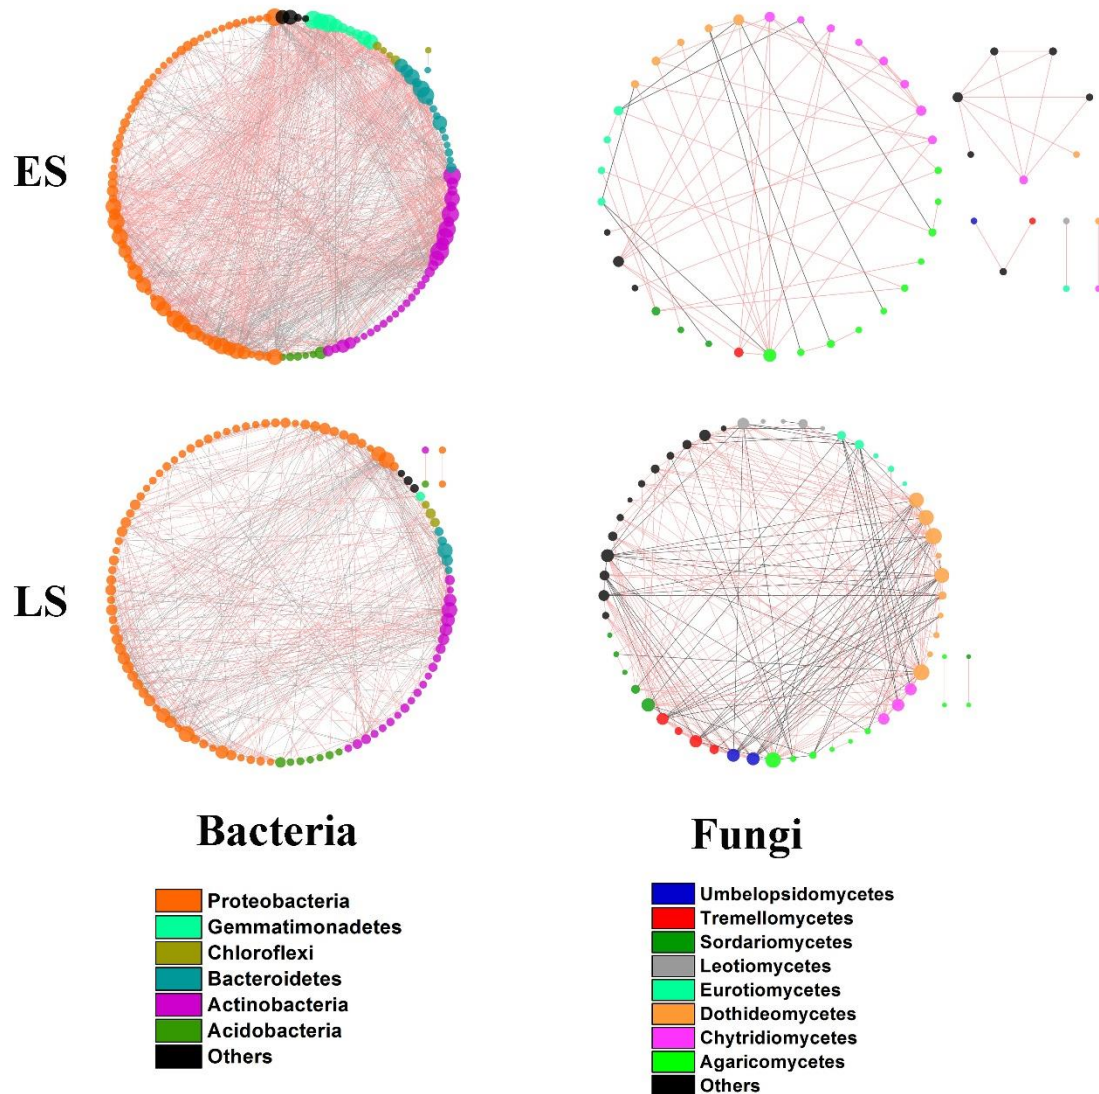 ES
LS
Bacteria
Fungi
Proteobacteria
Gemmatimonadetes
Chloroflexi
Bacteroidetes
Actinobacteria
Acidobacteria
Others
Umbelopsidomycetes
Tremellomycetes
Sordariomycetes
Leotiomycetes
Eurotiomycetes
Dothideomycetes
Chytridiomycetes
Agaricomycetes
Others